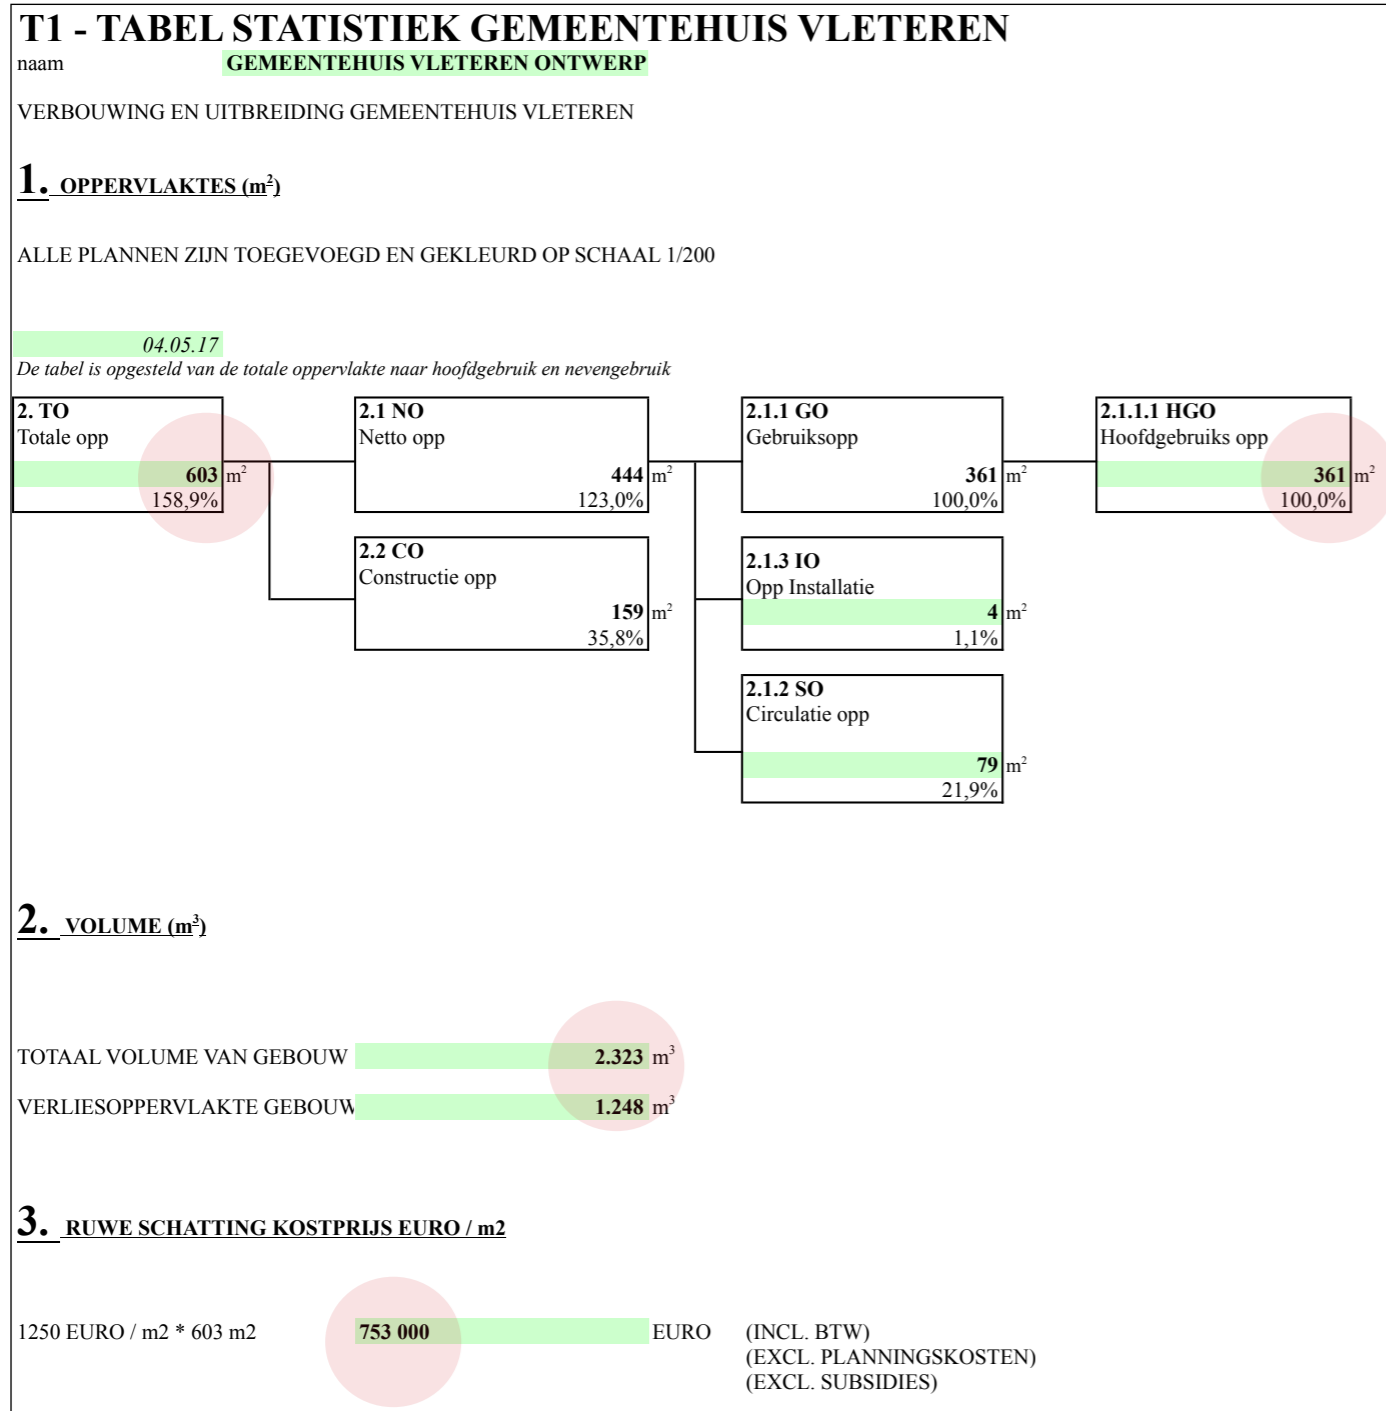 T1 - TABEL STATISTIEK GEMEENTEHUIS VLETEREN
naam GEMEENTEHUIS VLETEREN ONTWERP
VERBOUWING EN UITBREIDING GEMEENTEHUIS VLETEREN
1. OPPERVLAKTES (m²)
ALLE PLANNEN ZIJN TOEGEVOEGD EN GEKLEURD OP SCHAAL 1/200
04.05.17
De tabel is opgesteld van de totale oppervlakte naar hoofdgebruik en nevengebruik
2. TO
Totale opp
603 m²
158,9%
2.1 NO
Netto opp
444 m²
123,0%
2.1.1 GO
Gebruiksopp
361 m²
100,0%
2.1.1.1 HGO
Hoofdgebruiks opp
361 m²
100,0%
2.2 CO
Constructie opp
159 m²
35,8%
2.1.3 IO
Opp Installatie
4 m²
1,1%
2.1.2 SO
Circulatie opp
79 m²
21,9%
2. VOLUME (m³)
TOTAAL VOLUME VAN GEBOUW 2.323 m³
VERLIESOPPERVLAKTE GEBOUW 1.248 m³
3. RUWE SCHATTING KOSTPRIJS EURO / m2
1250 EURO / m2 * 603 m2 753 000 EURO (INCL. BTW)
(EXCL. PLANNINGSKOSTEN)
(EXCL. SUBSIDIES)